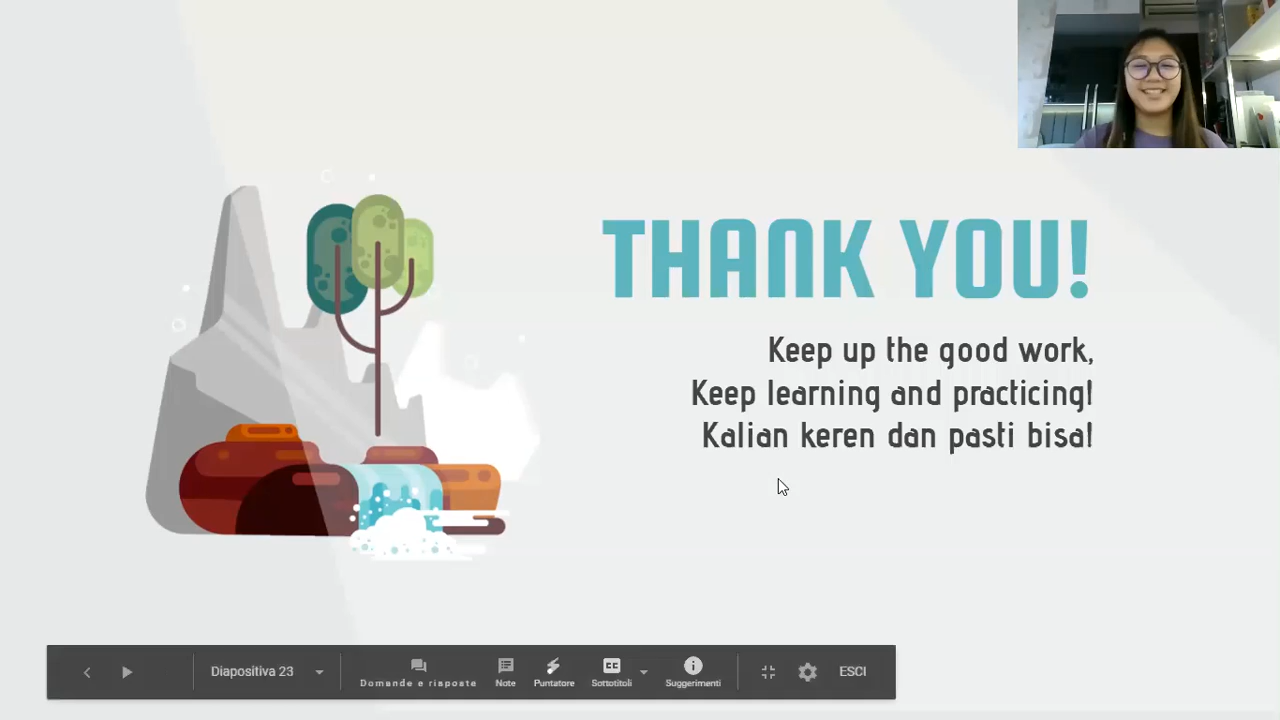 THANK YOU!
Keep up the good work,
Keep learning and practicing!
Kalian keren dan pasti bisa!
Diapositiva 23
Domande e risposte
Note
Puntatore
CC
Sottotitoli
Suggerimenti
ESCI